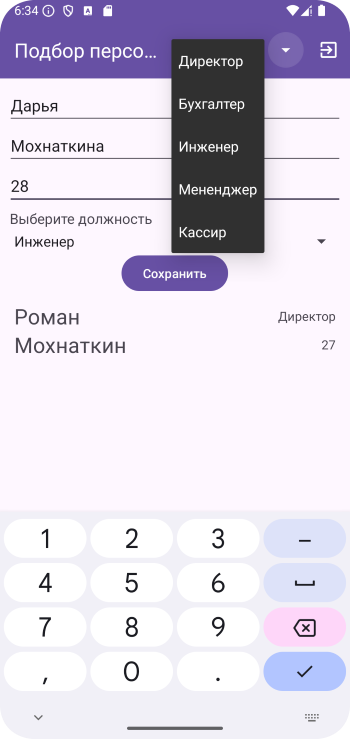 6:34
Подбор персо...
Директор
Бухгалтер
Инженер
Мененджер
Кассир
Дарья
Мохнаткина
28
Выберите должность
Инженер
Сохранить
Роман
Мохнаткин
Директор
27
1 2 3 –
4 5 6
7 8 9
, 0 .